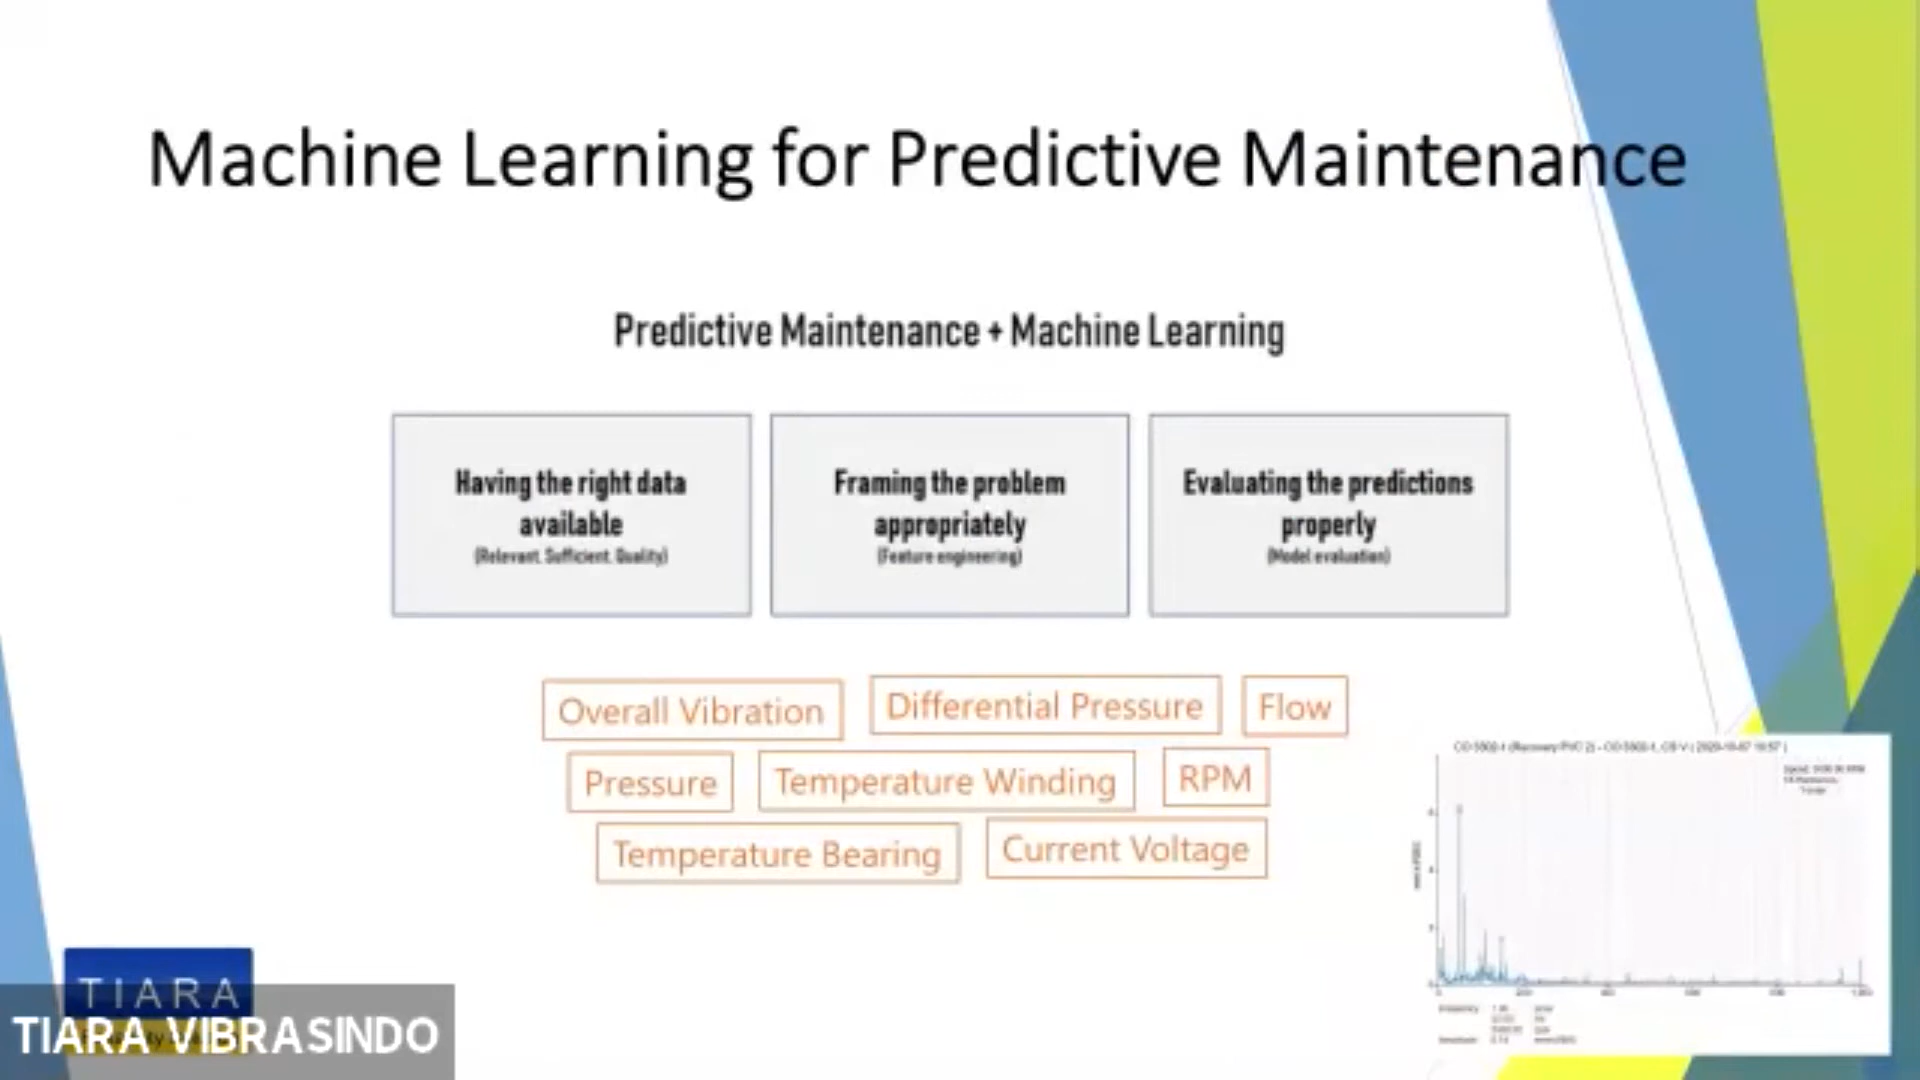 Machine Learning for Predictive Maintenance
Predictive Maintenance + Machine Learning
Having the right data
available
(Relevant, Sufficient, Quality)
Framing the problem
appropriately
(Feature engineering)
Evaluating the predictions
properly
(Model evaluation)
Overall Vibration
Differential Pressure
Flow
Pressure
Temperature Winding
RPM
Temperature Bearing
Current Voltage
TIARA
TIARA VIBRASINDO